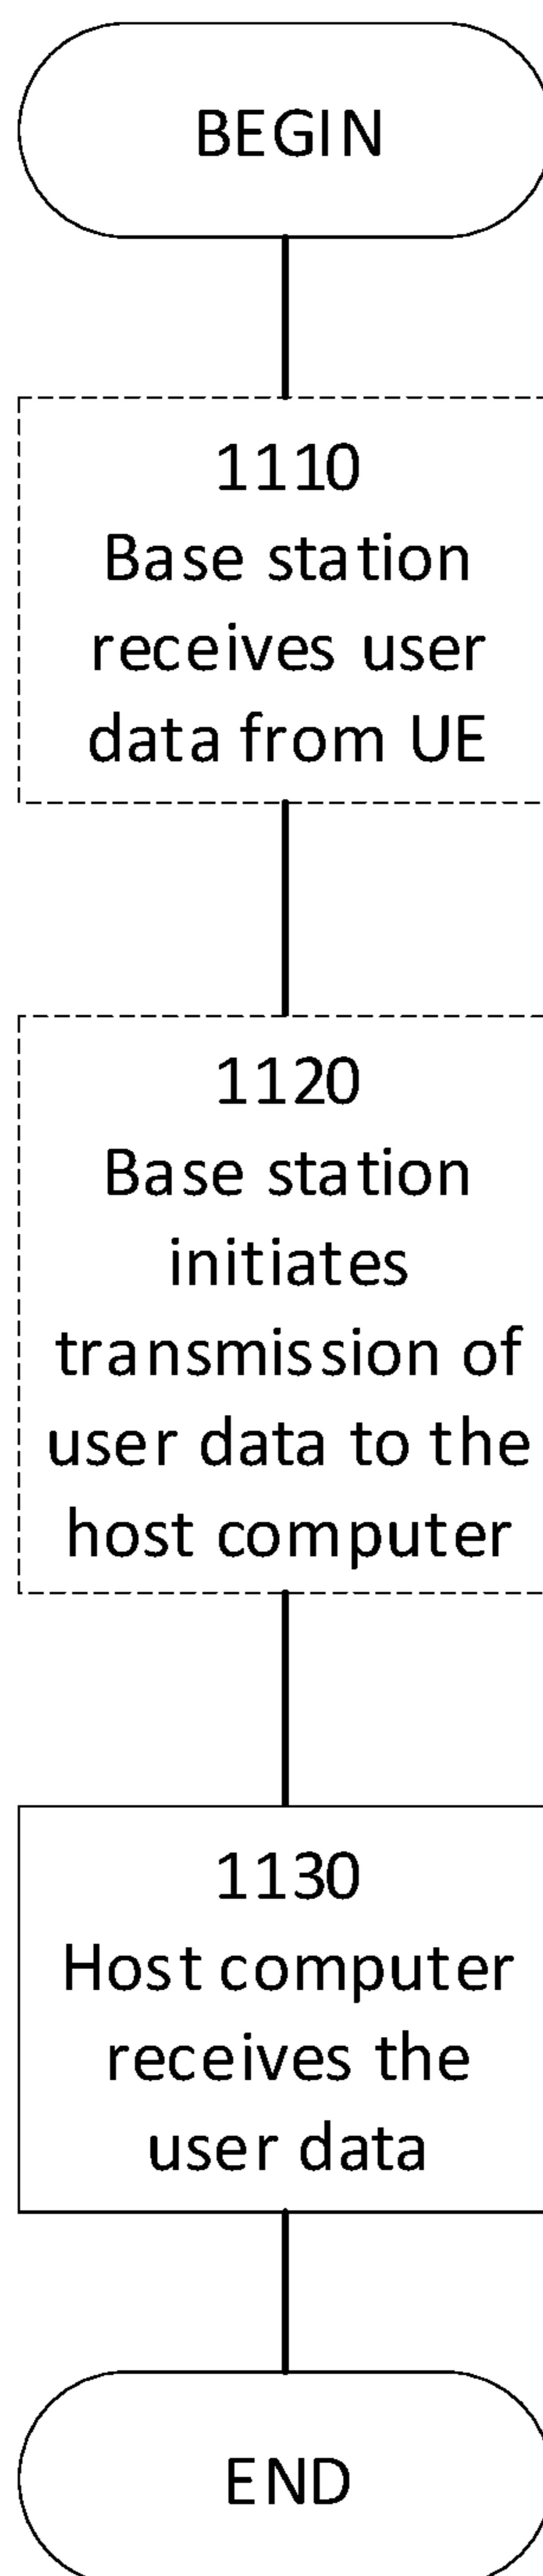 BEGIN
1110
Base station
receives user
data from UE
1120
Base station
initiates
transmission of
user data to the
host computer
1130
Host computer
receives the
user data
END